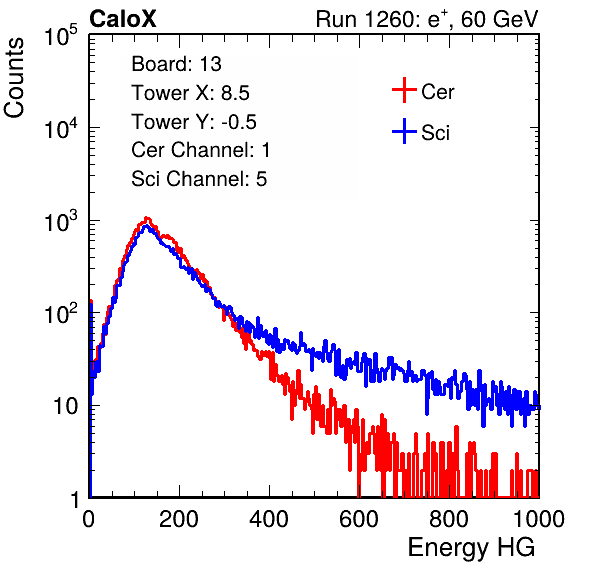 CaloX
Run 1260: e⁺, 60 GeV
Counts
10⁵
10⁴
10³
10²
10
1
Board: 13
Tower X: 8.5
Tower Y: -0.5
Cer Channel: 1
Sci Channel: 5
Cer
Sci
0 200 400 600 800 1000
Energy HG